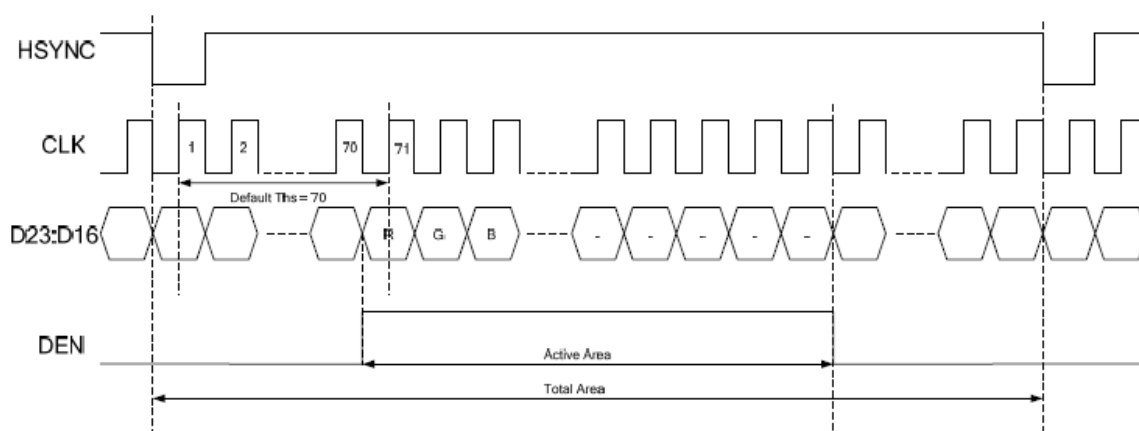 HSYNC
CLK
1
2
70
71
Default Ths = 70
D23:D16
R
G
B
-
-
-
-
-
DEN
Active Area
Total Area